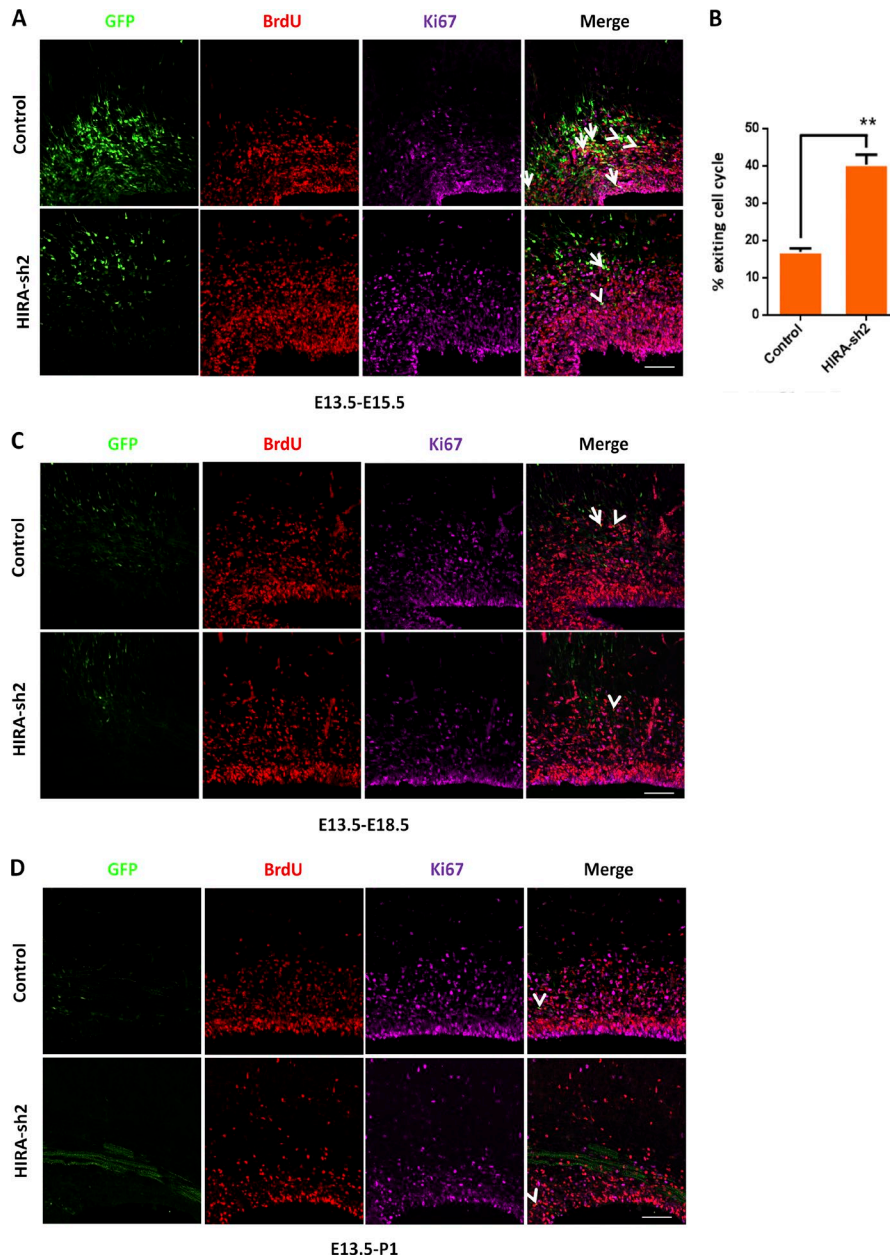 A
GFP BrdU Ki67 Merge
Control
HIRA-sh2
E13.5-E15.5
B
**
% exiting cell cycle
50
40
30
20
10
0
Control
HIRA-sh2
C
GFP BrdU Ki67 Merge
Control
HIRA-sh2
E13.5-E18.5
D
GFP BrdU Ki67 Merge
Control
HIRA-sh2
E13.5-P1